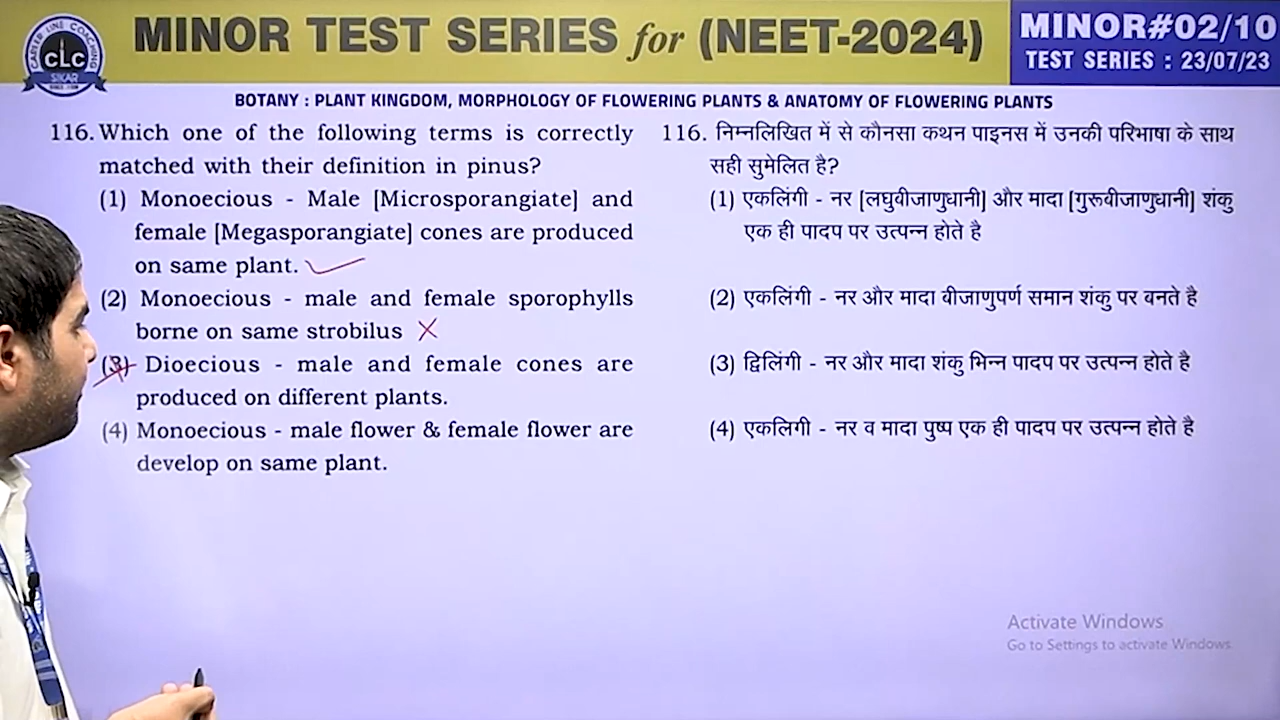 CAREER LINE COACHING
CLC
SIKAR
MINOR TEST SERIES for (NEET-2024)
MINOR#02/10
TEST SERIES : 23/07/23
BOTANY : PLANT KINGDOM, MORPHOLOGY OF FLOWERING PLANTS & ANATOMY OF FLOWERING PLANTS
116. Which one of the following terms is correctly
matched with their definition in pinus?
(1) Monoecious - Male [Microsporangiate] and
female [Megasporangiate] cones are produced
on same plant.
(2) Monoecious - male and female sporophylls
borne on same strobilus
(3) Dioecious - male and female cones are
produced on different plants.
(4) Monoecious - male flower & female flower are
develop on same plant.
116. निम्नलिखित में से कौनसा कथन पाइनस में उनकी परिभाषा के साथ
सही सुमेलित है?
(1) एकलिंगी - नर [लघुबीजाणुधानी] और मादा [गुरूबीजाणुधानी] शंकु
एक ही पादप पर उत्पन्न होते है
(2) एकलिंगी - नर और मादा बीजाणुपर्ण समान शंकु पर बनते है
(3) द्विलिंगी - नर और मादा शंकु भिन्न पादप पर उत्पन्न होते है
(4) एकलिगी - नर व मादा पुष्प एक ही पादप पर उत्पन्न होते है
Activate Windows
Go to Settings to activate Windows.